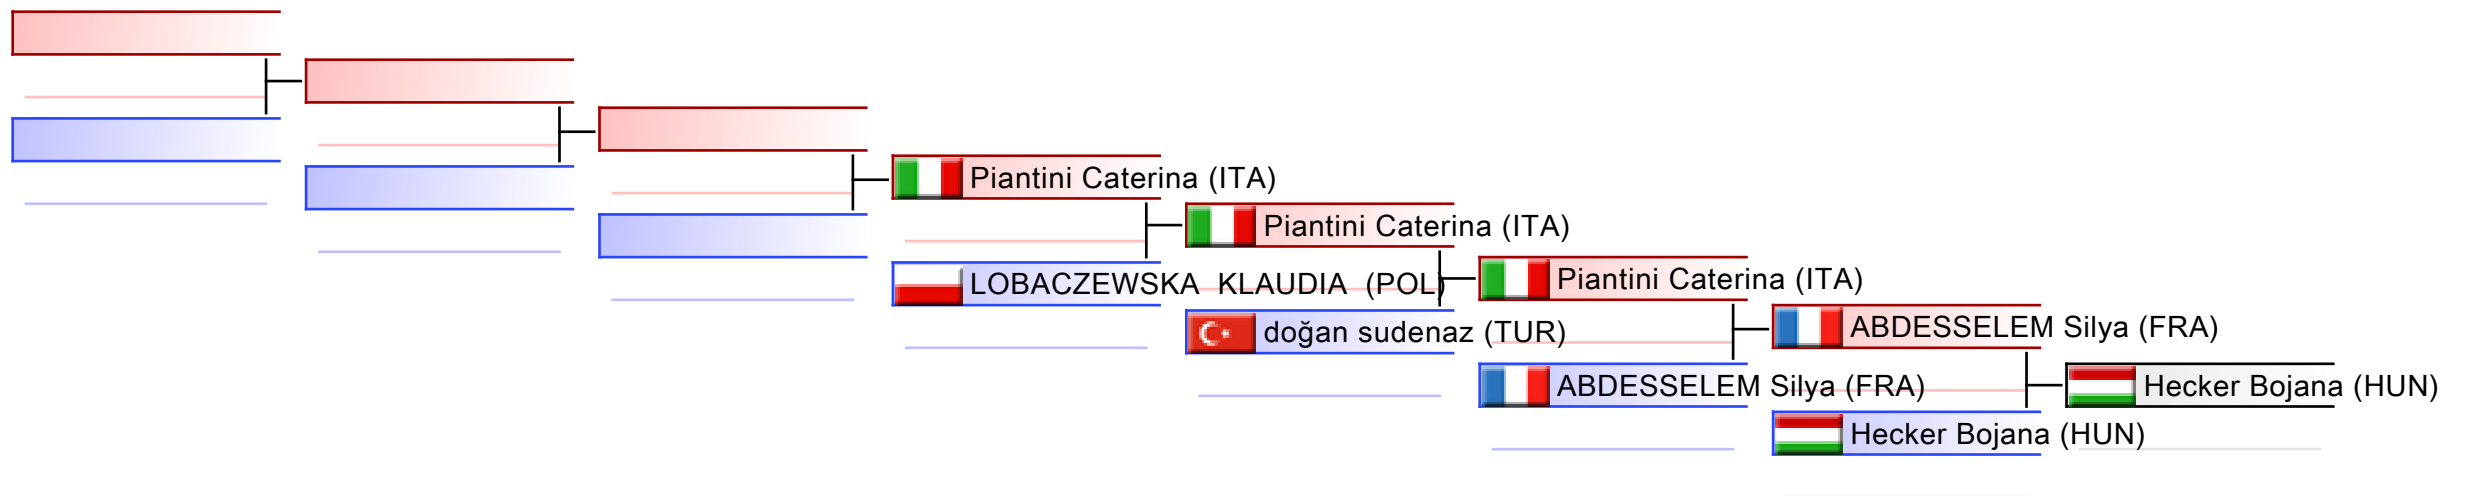 Piantini Caterina (ITA)
Piantini Caterina (ITA)
LOBACZEWSKA KLAUDIA (POL)
Piantini Caterina (ITA)
doğan sudenaz (TUR)
ABDESSELEM Silya (FRA)
ABDESSELEM Silya (FRA)
Hecker Bojana (HUN)
Hecker Bojana (HUN)